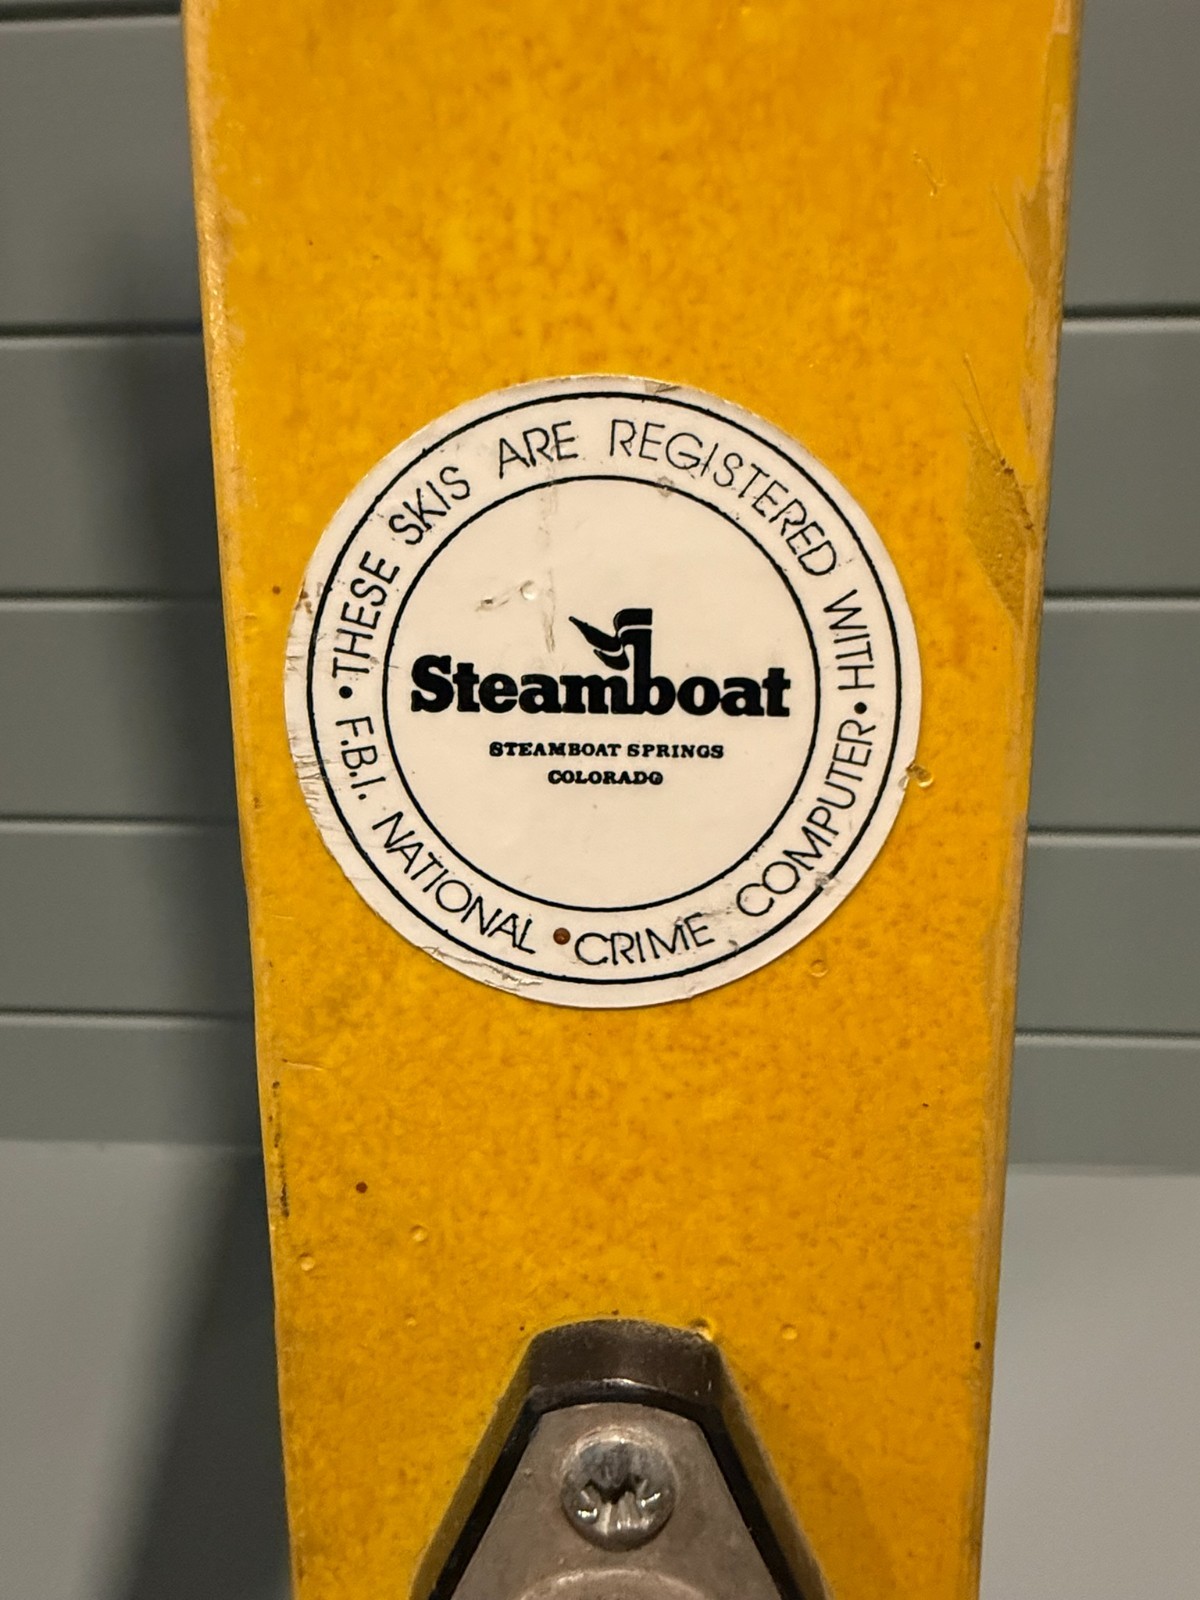 • THESE SKIS ARE REGISTERED WITH •
F.B.I. NATIONAL CRIME COMPUTER
Steamboat
STEAMBOAT SPRINGS
COLORADO